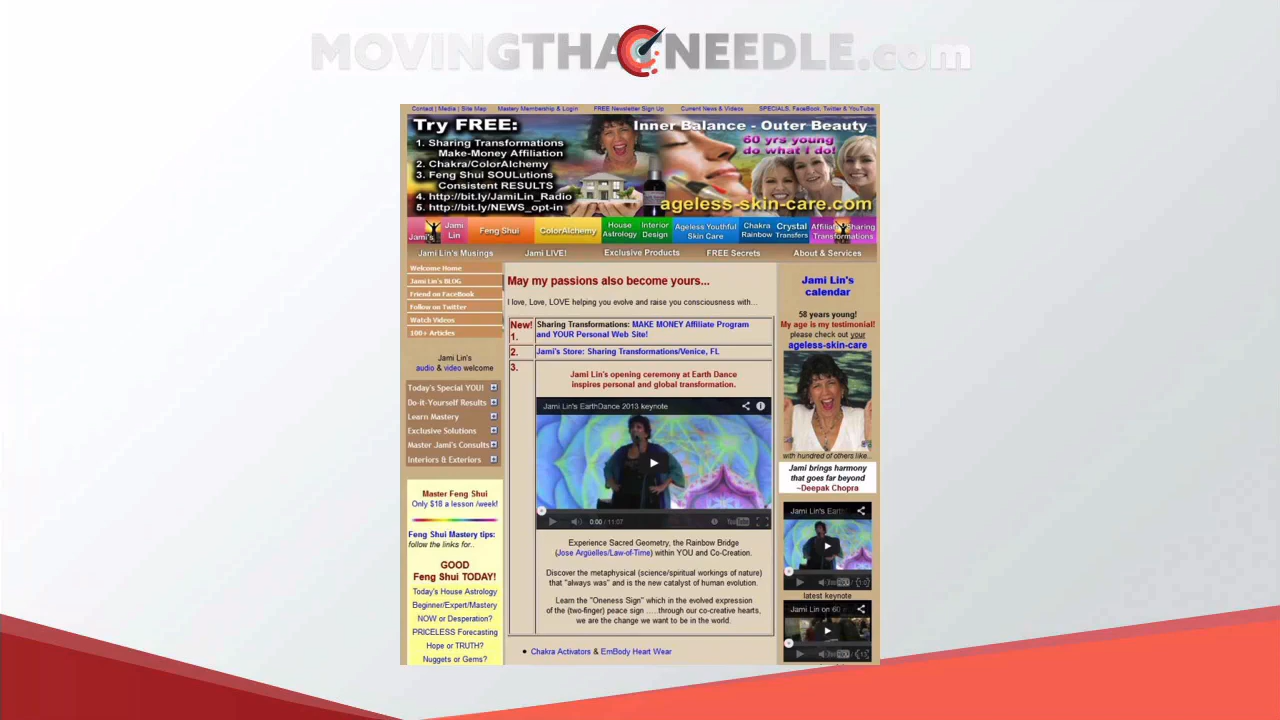 MOVINGTHATNEEDLE.com
Contact | Media | Site Map Mastery Membership & Login FREE Newsletter Sign Up Current News & Videos SPECIALS, FaceBook, Twitter & YouTube
Try FREE:
1. Sharing Transformations
Make-Money Affiliation
2. Chakra/ColorAlchemy
3. Feng Shui SOULutions
Consistent RESULTS
4. http://bit.ly/JamiLin_Radio
5. http://bit.ly/NEWS_opt-in
Inner Balance - Outer Beauty
60 yrs young
do what I do!
ageless-skin-care.com
Jami's
Jami Lin
Feng Shui
ColorAlchemy
House Astrology
Interior Design
Ageless Youthful Skin Care
Chakra Rainbow
Crystal Transfers
Sharing Transformations
Jami Lin's Musings Jami LIVE! Exclusive Products FREE Secrets About & Services
Welcome Home
Jami Lin's BLOG
Friend on FaceBook
Follow on Twitter
Watch Videos
100+ Articles
Jami Lin's
audio & video welcome
Today's Special YOU!
Do-it-Yourself Results
Learn Mastery
Exclusive Solutions
Master Jami's Consults
Interiors & Exteriors
Master Feng Shui
Only $18 a lesson /week!
Feng Shui Mastery tips:
follow the links for..
GOOD
Feng Shui TODAY!
Today's House Astrology
Beginner/Expert/Mastery
NOW or Desperation?
PRICELESS Forecasting
Hope or TRUTH?
Nuggets or Gems?
May my passions also become yours...
I love, Love, LOVE helping you evolve and raise you consciousness with...
New!
1.
Sharing Transformations: MAKE MONEY Affiliate Program
and YOUR Personal Web Site!
2.
Jami's Store: Sharing Transformations/Venice, FL
3.
Jami Lin's opening ceremony at Earth Dance
inspires personal and global transformation.
Jami Lin's EarthDance 2013 keynote
0:00 / 11:07
YouTube
Experience Sacred Geometry, the Rainbow Bridge
(Jose Argüelles/Law-of-Time) within YOU and Co-Creation.
Discover the metaphysical (science/spiritual workings of nature)
that "always was" and is the new catalyst of human evolution.
Learn the "Oneness Sign" which in the evolved expression
of the (two-finger) peace sign .....through our co-creative hearts,
we are the change we want to be in the world.
• Chakra Activators & EmBody Heart Wear
Jami Lin's
calendar
58 years young!
My age is my testimonial!
please check out your
ageless-skin-care
with hundred of others like..
Jami brings harmony
that goes far beyond
~Deepak Chopra
Jami Lin's Eart
latest keynote
Jami Lin on 60